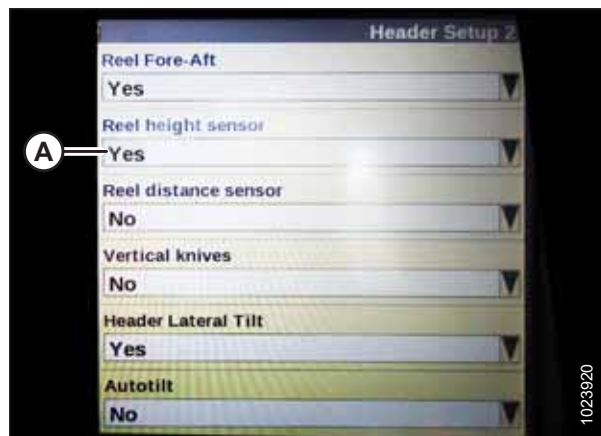 Header Setup 2
Reel Fore-Aft
Yes
Reel height sensor
A
Yes
Reel distance sensor
No
Vertical knives
No
Header Lateral Tilt
Yes
Autotilt
No
1023920